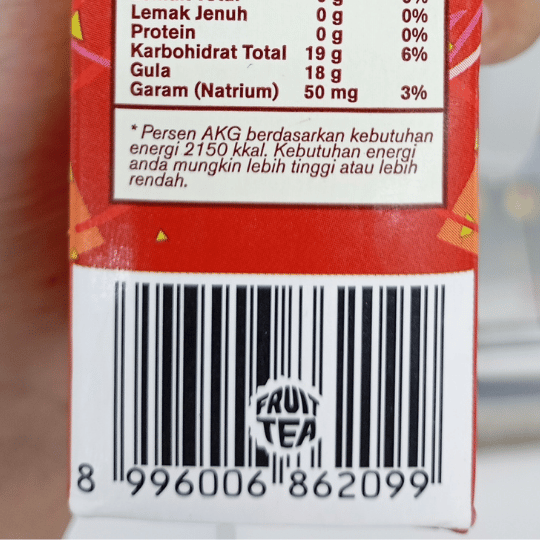 Lemak Jenuh 0 g 0%
Protein 0 g 0%
Karbohidrat Total 19 g 6%
Gula 18 g
Garam (Natrium) 50 mg 3%
* Persen AKG berdasarkan kebutuhan
energi 2150 kkal. Kebutuhan energi
anda mungkin lebih tinggi atau lebih
rendah.
FRUIT
TEA
8 996006 862099